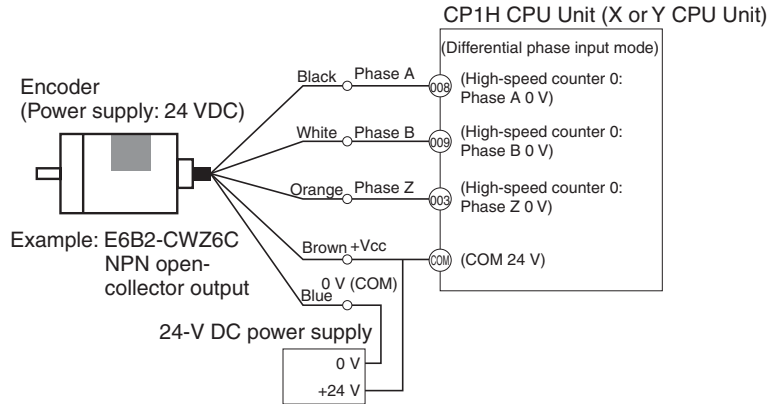 CP1H CPU Unit (X or Y CPU Unit)
(Differential phase input mode)
Encoder
(Power supply: 24 VDC)
Black Phase A
008
(High-speed counter 0:
Phase A 0 V)
White Phase B
009
(High-speed counter 0:
Phase B 0 V)
Orange Phase Z
003
(High-speed counter 0:
Phase Z 0 V)
Example: E6B2-CWZ6C
NPN open-
collector output
Brown +Vcc
COM
(COM 24 V)
0 V (COM)
Blue
24-V DC power supply
0 V
+24 V